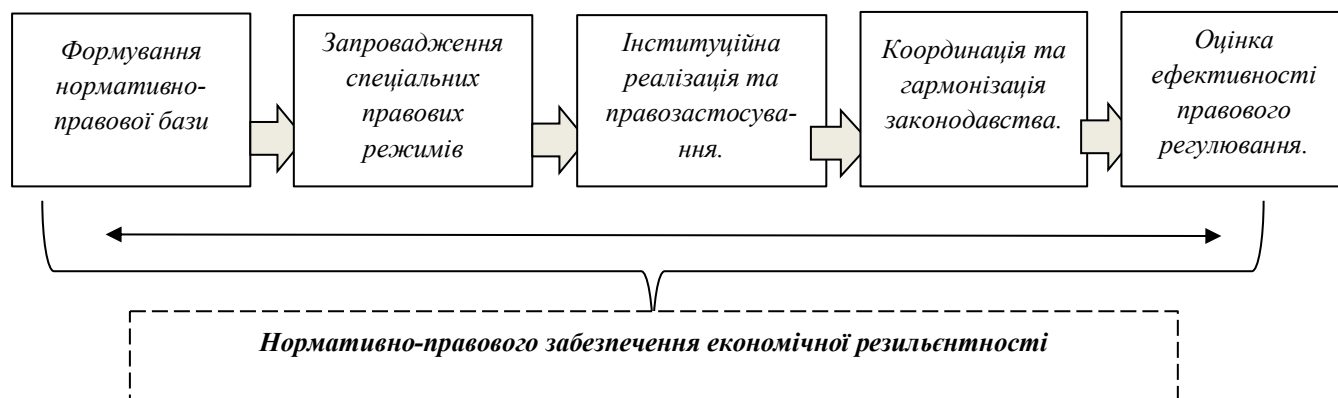 Формування
нормативно-
правової бази
Запровадження
спеціальних
правових
режимів
Інституційна
реалізація та
правозастосува-
ння.
Координація та
гармонізація
законодавства.
Оцінка
ефективності
правового
регулювання.
Нормативно-правового забезпечення економічної резильєнтності